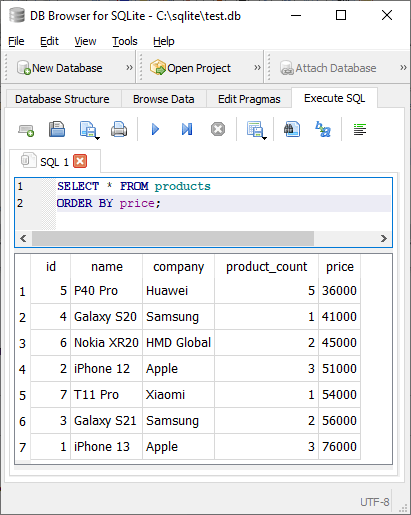 DB Browser for SQLite - C:\sqlite\test.db
File Edit View Tools Help
New Database » Open Project » Attach Database »
Database Structure Browse Data Edit Pragmas Execute SQL
SQL 1
1 SELECT * FROM products
2 ORDER BY price;
id name company product_count price
1 5 P40 Pro Huawei 5 36000
2 4 Galaxy S20 Samsung 1 41000
3 6 Nokia XR20 HMD Global 2 45000
4 2 iPhone 12 Apple 3 51000
5 7 T11 Pro Xiaomi 1 54000
6 3 Galaxy S21 Samsung 2 56000
7 1 iPhone 13 Apple 3 76000
UTF-8